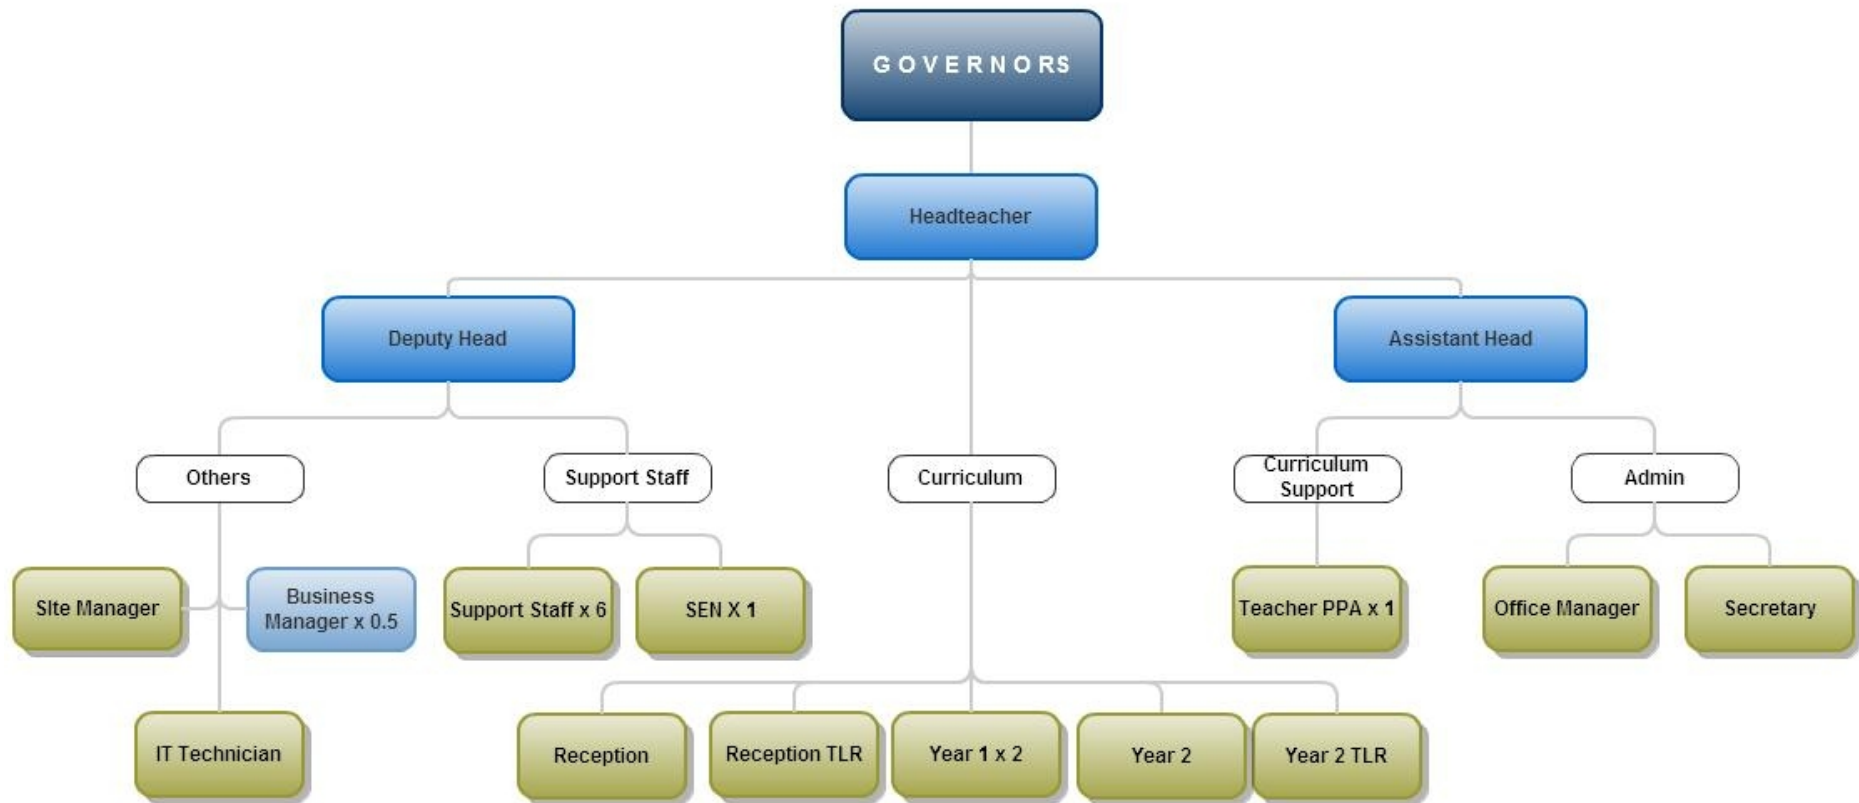 G O V E R N O R S
Headteacher
Deputy Head
Assistant Head
Others
Support Staff
Curriculum
Curriculum
Support
Admin
SIte Manager
Business
Manager x 0.5
Support Staff x 6
SEN X 1
Teacher PPA x 1
Office Manager
Secretary
IT Technician
Reception
Reception TLR
Year 1 x 2
Year 2
Year 2 TLR